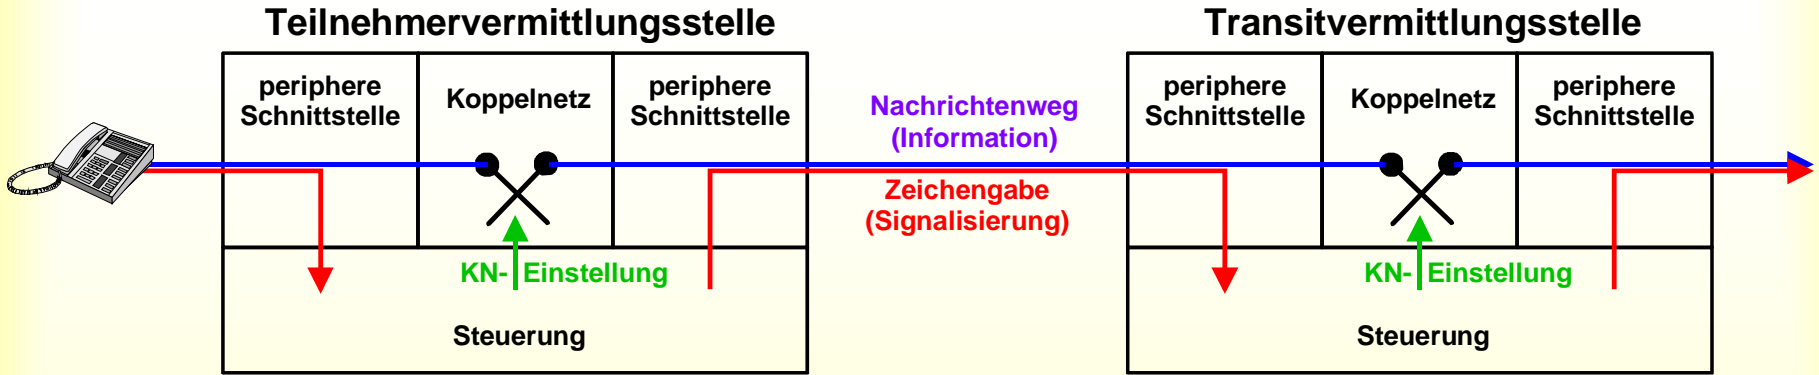 Teilnehmervermittlungsstelle
periphere
Schnittstelle
Koppelnetz
periphere
Schnittstelle
KN- Einstellung
Steuerung
Nachrichtenweg
(Information)
Zeichengabe
(Signalisierung)
Transitvermittlungsstelle
periphere
Schnittstelle
Koppelnetz
periphere
Schnittstelle
KN- Einstellung
Steuerung